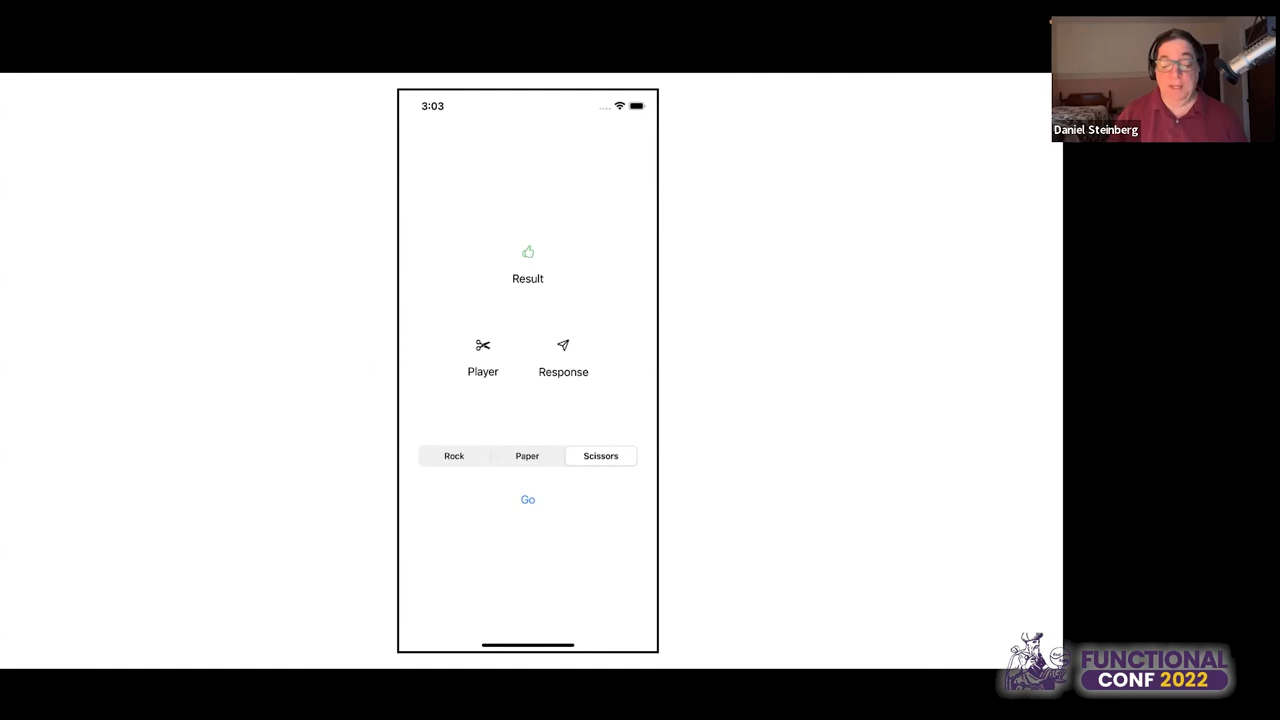 3:03
Daniel Steinberg
Result
Player
Response
Rock
Paper
Scissors
Go
FUNCTIONAL
CONF 2022